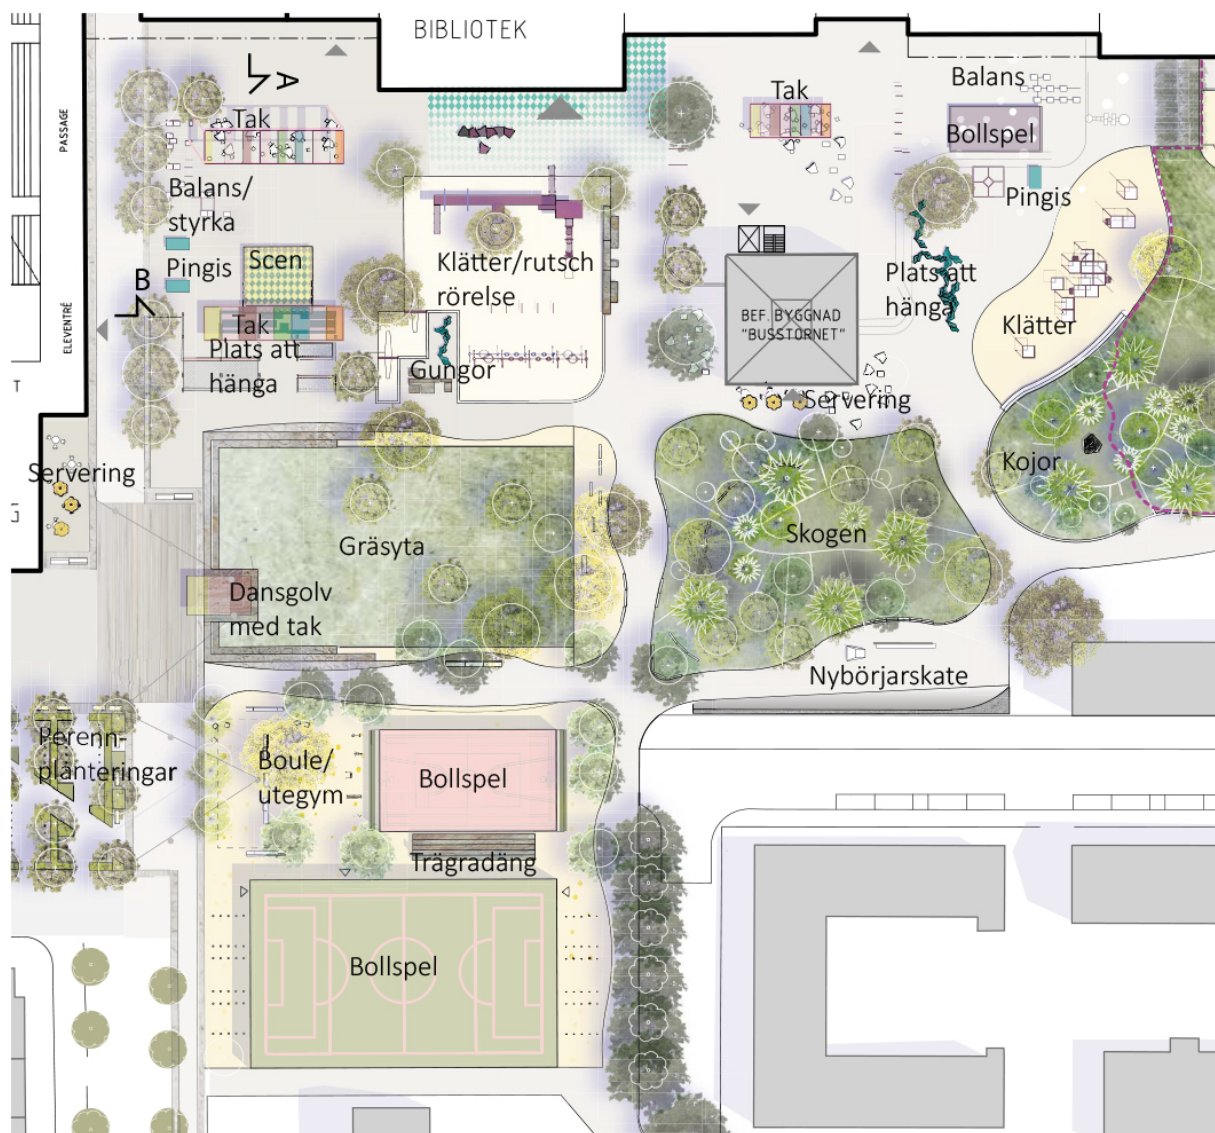 BIBLIOTEK
A
PASSAGE
Tak
Tak
Balans
Bollspel
Balans/
styrka
Pingis
Pingis
Scen
Klätter/rutsch
rörelse
Plats att
hänga
B
ELEVENTRÉ
Tak
BEF. BYGGNAD
"BUSSTORNET"
Klätter
Plats att
hänga
Gungor
Servering
T
Servering
Kojor
G
Skogen
Gräsyta
Dansgolv
med tak
Nybörjarskate
Perenn-
planteringar
Boule/
utegym
Bollspel
Trägradäng
Bollspel